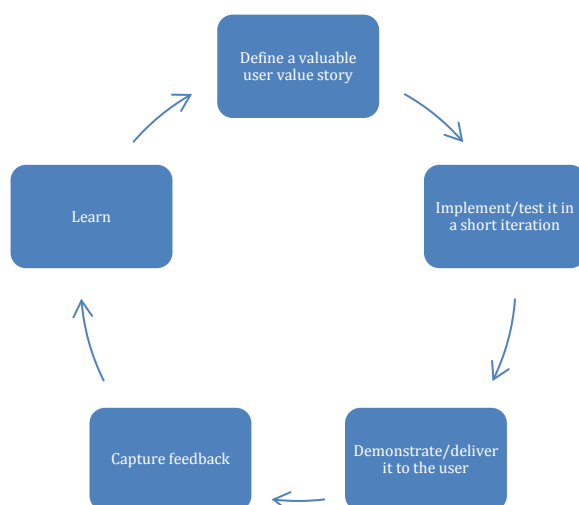 Define a valuable
user value story
Implement/test it in
a short iteration
Demonstrate/deliver
it to the user
Capture feedback
Learn